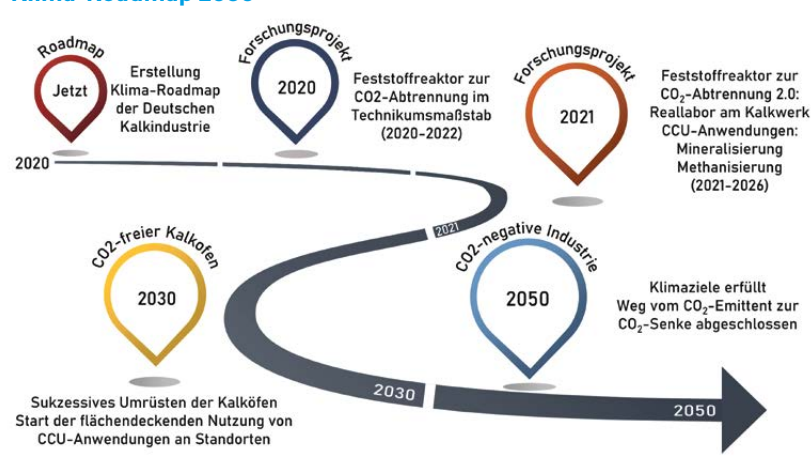 Roadmap
Jetzt
Erstellung
Klima-Roadmap
der Deutschen
Kalkindustrie
Forschungsprojekt
2020
Feststoffreaktor zur
CO2-Abtrennung im
Technikumsmaßstab
(2020-2022)
Forschungsprojekt
2021
Feststoffreaktor zur
CO₂-Abtrennung 2.0:
Reallabor am Kalkwerk
CCU-Anwendungen:
Mineralisierung
Methanisierung
(2021-2026)
2020
2021
CO2-freier Kalkofen
2030
Sukzessives Umrüsten der Kalköfen
Start der flächendeckenden Nutzung von
CCU-Anwendungen an Standorten
CO2-negative Industrie
2050
Klimaziele erfüllt
Weg vom CO₂-Emittent zur
CO₂-Senke abgeschlossen
2030
2050